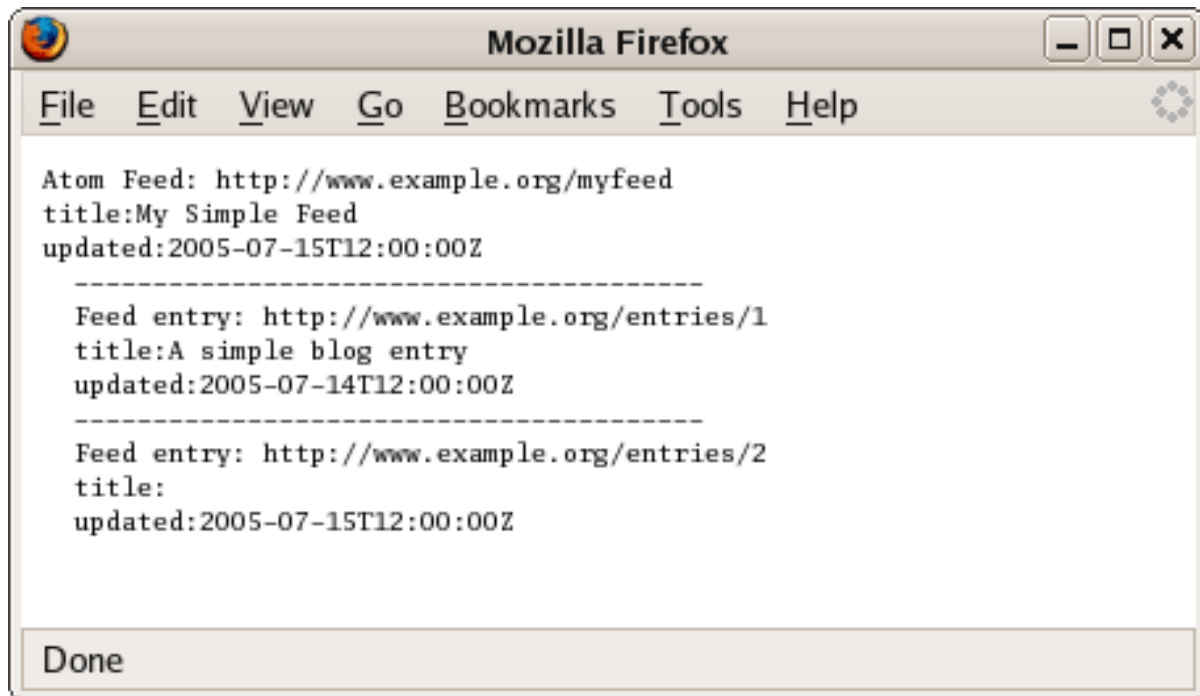 Mozilla Firefox
File Edit View Go Bookmarks Tools Help
Atom Feed: http://www.example.org/myfeed
title:My Simple Feed
updated:2005-07-15T12:00:00Z
----------------------------------------
Feed entry: http://www.example.org/entries/1
title:A simple blog entry
updated:2005-07-14T12:00:00Z
----------------------------------------
Feed entry: http://www.example.org/entries/2
title:
updated:2005-07-15T12:00:00Z
Done